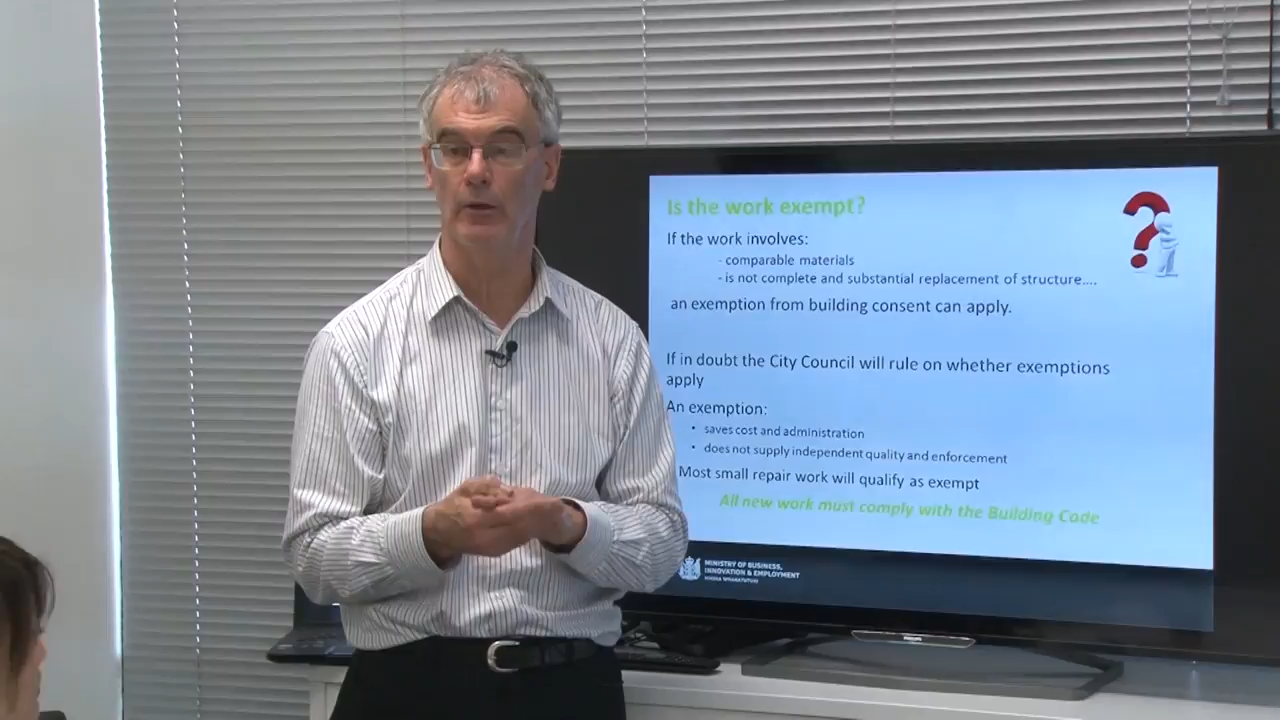 Is the work exempt?
If the work involves:
- comparable materials
- is not complete and substantial replacement of structure....
an exemption from building consent can apply.
If in doubt the City Council will rule on whether exemptions
apply
An exemption:
• saves cost and administration
• does not supply independent quality and enforcement
Most small repair work will qualify as exempt
All new work must comply with the Building Code
MINISTRY OF BUSINESS,
INNOVATION & EMPLOYMENT
HĪKINA WHAKATUTUKI
PHILIPS